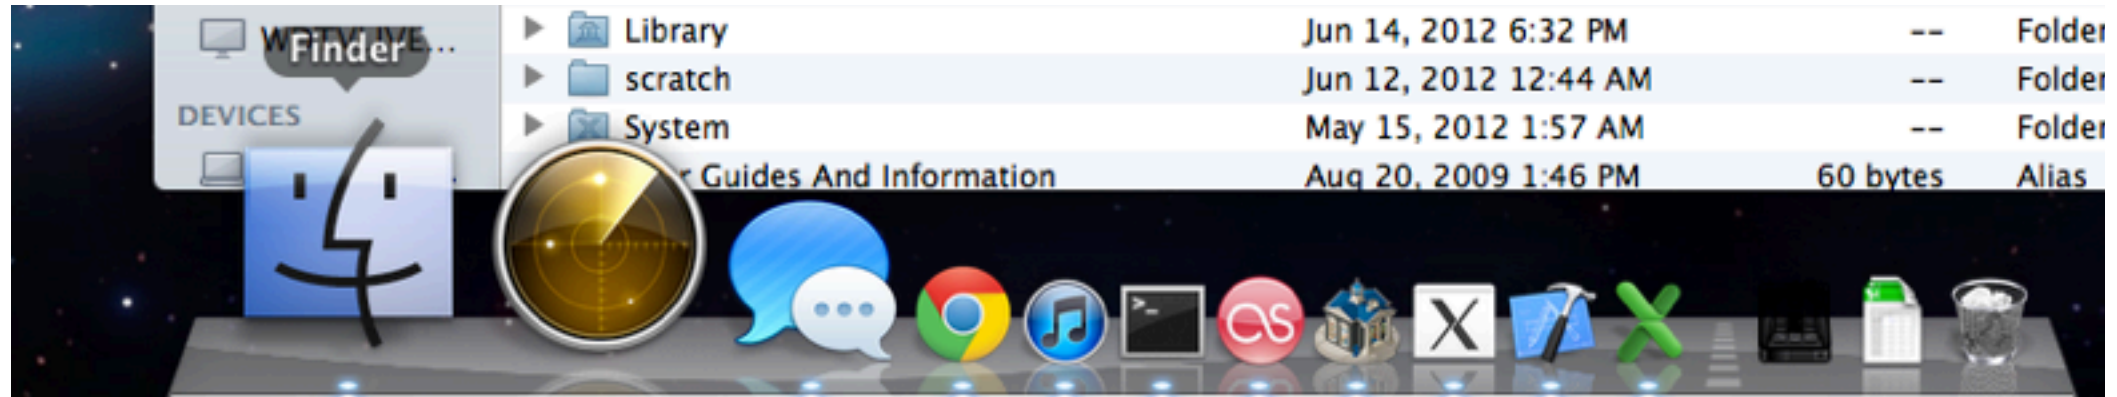 Finder
DEVICES
Library Jun 14, 2012 6:32 PM -- Folder
scratch Jun 12, 2012 12:44 AM -- Folder
System May 15, 2012 1:57 AM -- Folder
Guides And Information Aug 20, 2009 1:46 PM 60 bytes Alias
>_
X